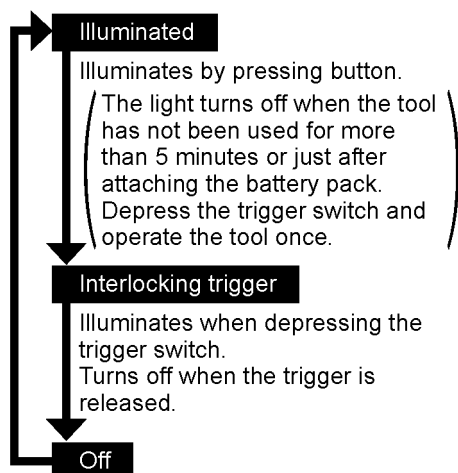 Illuminated
Illuminates by pressing button.
The light turns off when the tool
has not been used for more
than 5 minutes or just after
attaching the battery pack.
Depress the trigger switch and
operate the tool once.
Interlocking trigger
Illuminates when depressing the
trigger switch.
Turns off when the trigger is
released.
Off